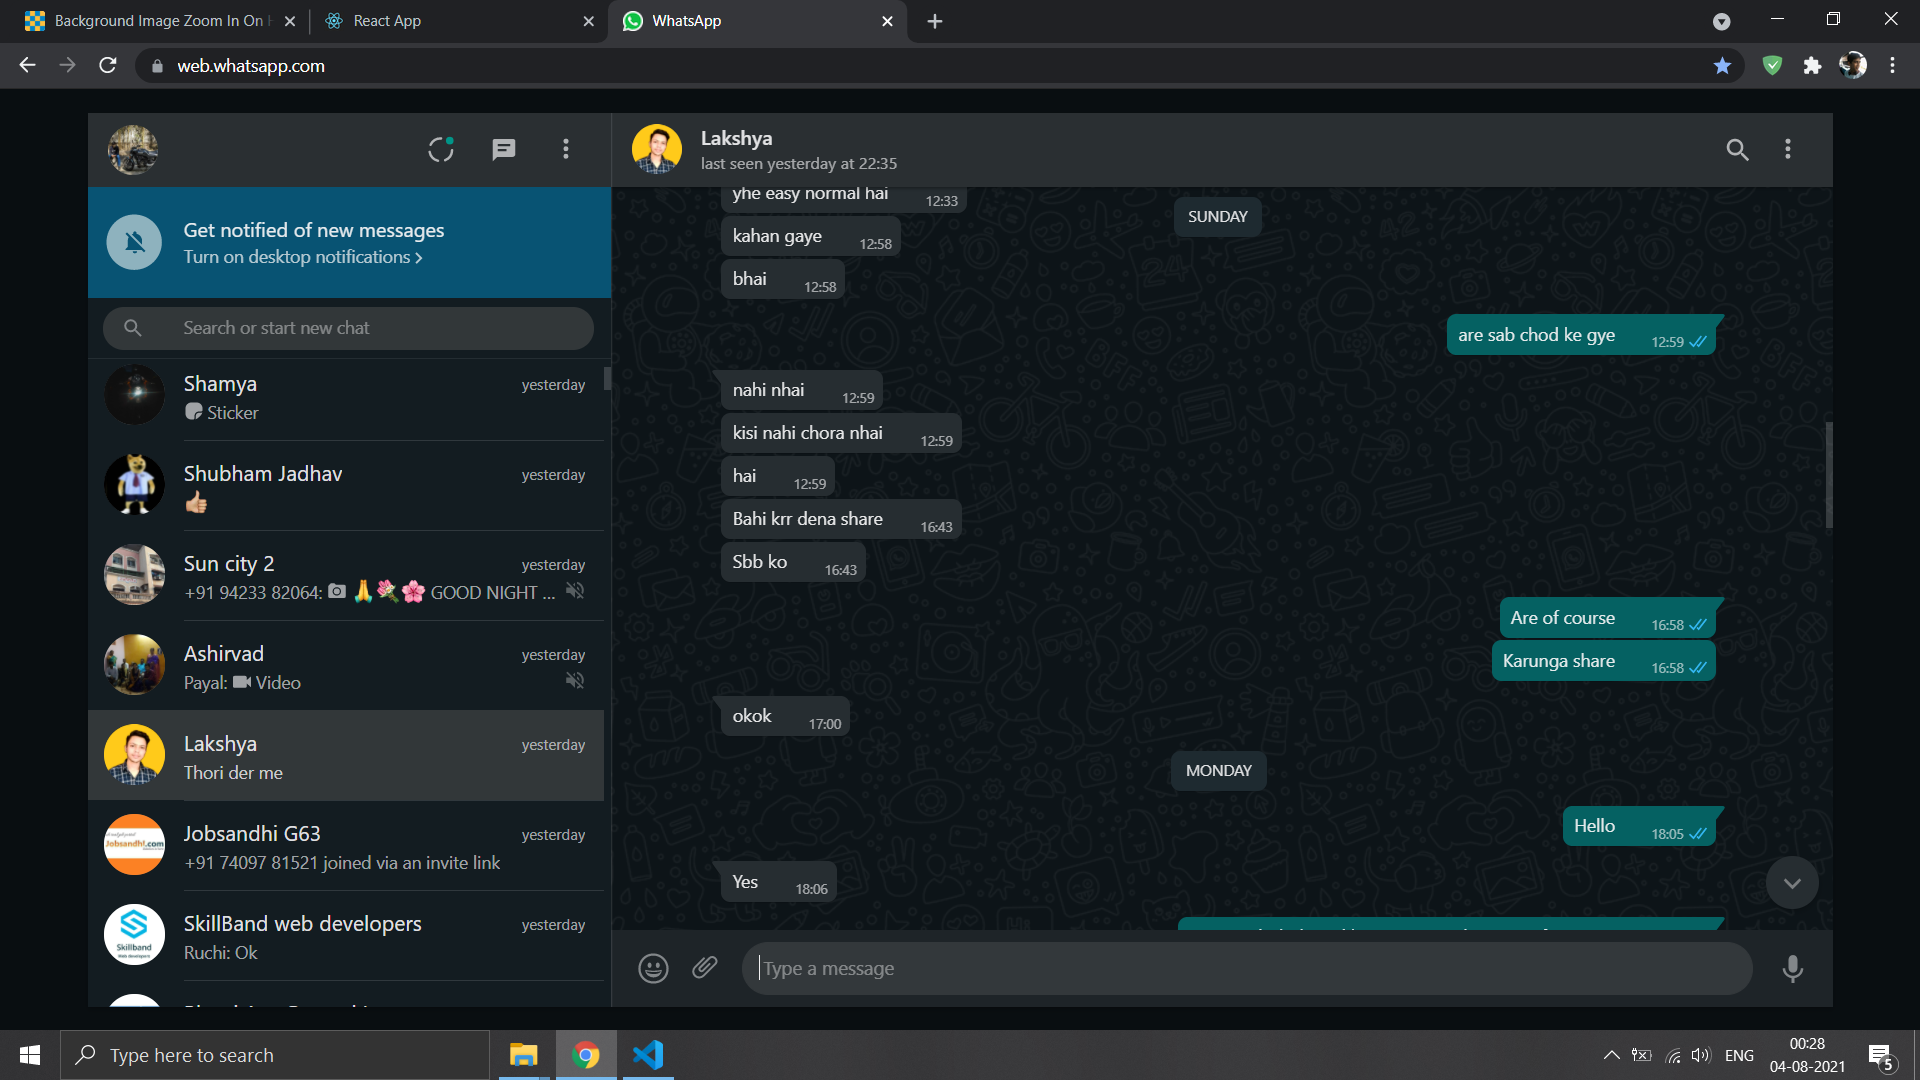 Background Image Zoom In On H
React App
WhatsApp
web.whatsapp.com
Get notified of new messages
Turn on desktop notifications
Search or start new chat
Shamya
yesterday
Sticker
Shubham Jadhav
yesterday
Sun city 2
yesterday
+91 94233 82064: 📷 🙏💐🌸 GOOD NIGHT ...
Ashirvad
yesterday
Payal: Video
Lakshya
yesterday
Thori der me
Jobsandhi G63
yesterday
+91 74097 81521 joined via an invite link
Jobsandhi.com
SkillBand web developers
yesterday
Ruchi: Ok
Skillband
Web developers
Lakshya
last seen yesterday at 22:35
yhe easy normal hai 12:33
SUNDAY
kahan gaye 12:58
bhai 12:58
are sab chod ke gye 12:59
nahi nhai 12:59
kisi nahi chora nhai 12:59
hai 12:59
Bahi krr dena share 16:43
Sbb ko 16:43
Are of course 16:58
Karunga share 16:58
okok 17:00
MONDAY
Hello 18:05
Yes 18:06
Type a message
Type here to search
ENG
00:28
04-08-2021
5